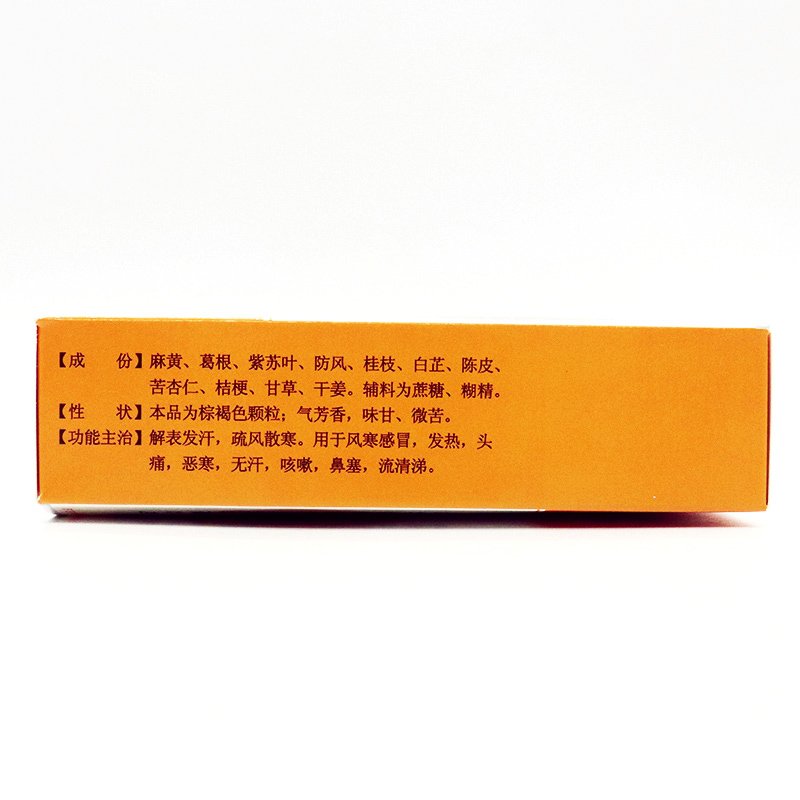 【成　份】麻黄、葛根、紫苏叶、防风、桂枝、白芷、陈皮、
苦杏仁、桔梗、甘草、干姜。辅料为蔗糖、糊精。
【性　状】本品为棕褐色颗粒；气芳香，味甘、微苦。
【功能主治】解表发汗，疏风散寒。用于风寒感冒，发热，头
痛，恶寒，无汗，咳嗽，鼻塞，流清涕。